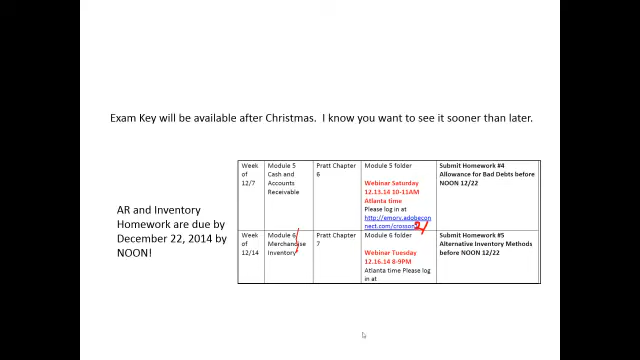 Exam Key will be available after Christmas. I know you want to see it sooner than later.
AR and Inventory
Homework are due by
December 22, 2014 by
NOON!
Week
of
12/7
Module 5
Cash and
Accounts
Receivable
Pratt Chapter
6
Module 5 folder
Webinar Saturday
12.13.14 10-11AM
Atlanta time
Please log in at
http://emory.adobecon
nect.com/crosson
Submit Homework #4
Allowance for Bad Debts before
NOON 12/22
Week
of
12/14
Module 6
Merchandise
Inventory
Pratt Chapter
7
Module 6 folder
Webinar Tuesday
12.16.14 8-9PM
Atlanta time Please log
in at
Submit Homework #5
Alternative Inventory Methods
before NOON 12/22